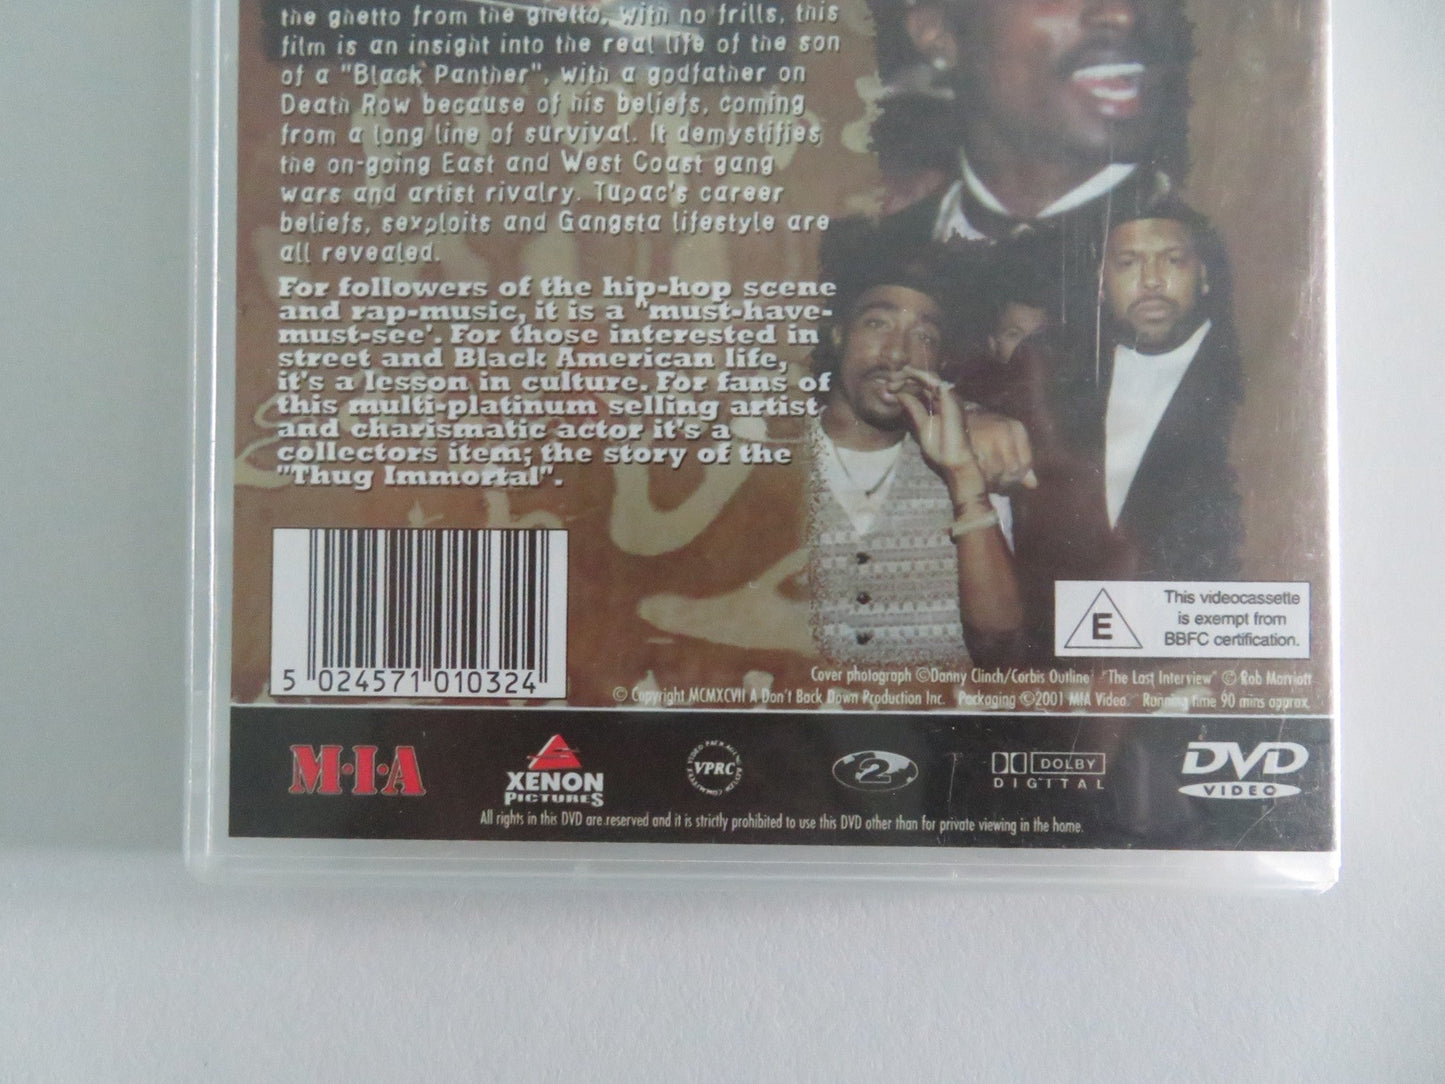 the ghetto from the ghetto, with no frills, this
film is an insight into the real life of the son
of a "Black Panther", with a godfather on
Death Row because of his beliefs, coming
from a long line of survival. It demystifies
the on-going East and West Coast gang
wars and artist rivalry. Tupac's career
beliefs, sexploits and Gangsta lifestyle are
all revealed.
For followers of the hip-hop scene
and rap-music, it is a "must-have-
must-see'. For those interested in
street and Black American life,
it's a lesson in culture. For fans of
this multi-platinum selling artist
and charismatic actor it's a
collectors item; the story of the
"Thug Immortal".
5 024571 010324
E
This videocassette
is exempt from
BBFC certification.
Cover photograph ©Danny Clinch/Corbis Outline "The Last Interview" © Rob Marriott
© Copyright MCMXCVII A Don't Back Down Production Inc. Packaging ©2001 MIA Video. Running time 90 mins approx.
M·I·A
XENON
PICTURES
VPRC
2
DOLBY
DIGITAL
DVD
VIDEO
All rights in this DVD are reserved and it is strictly prohibited to use this DVD other than for private viewing in the home.